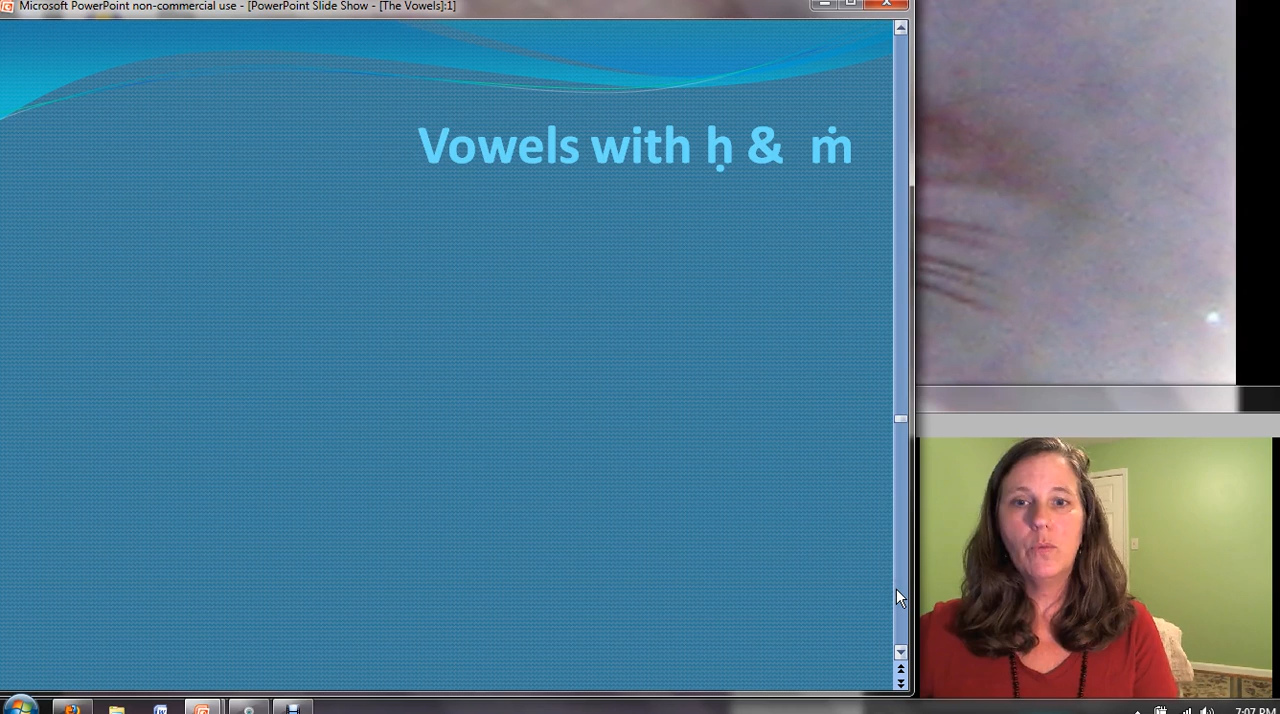 Microsoft PowerPoint non-commercial use - [PowerPoint Slide Show - [The Vowels]:1]
Vowels with ḥ & ṁ
7:07 PM